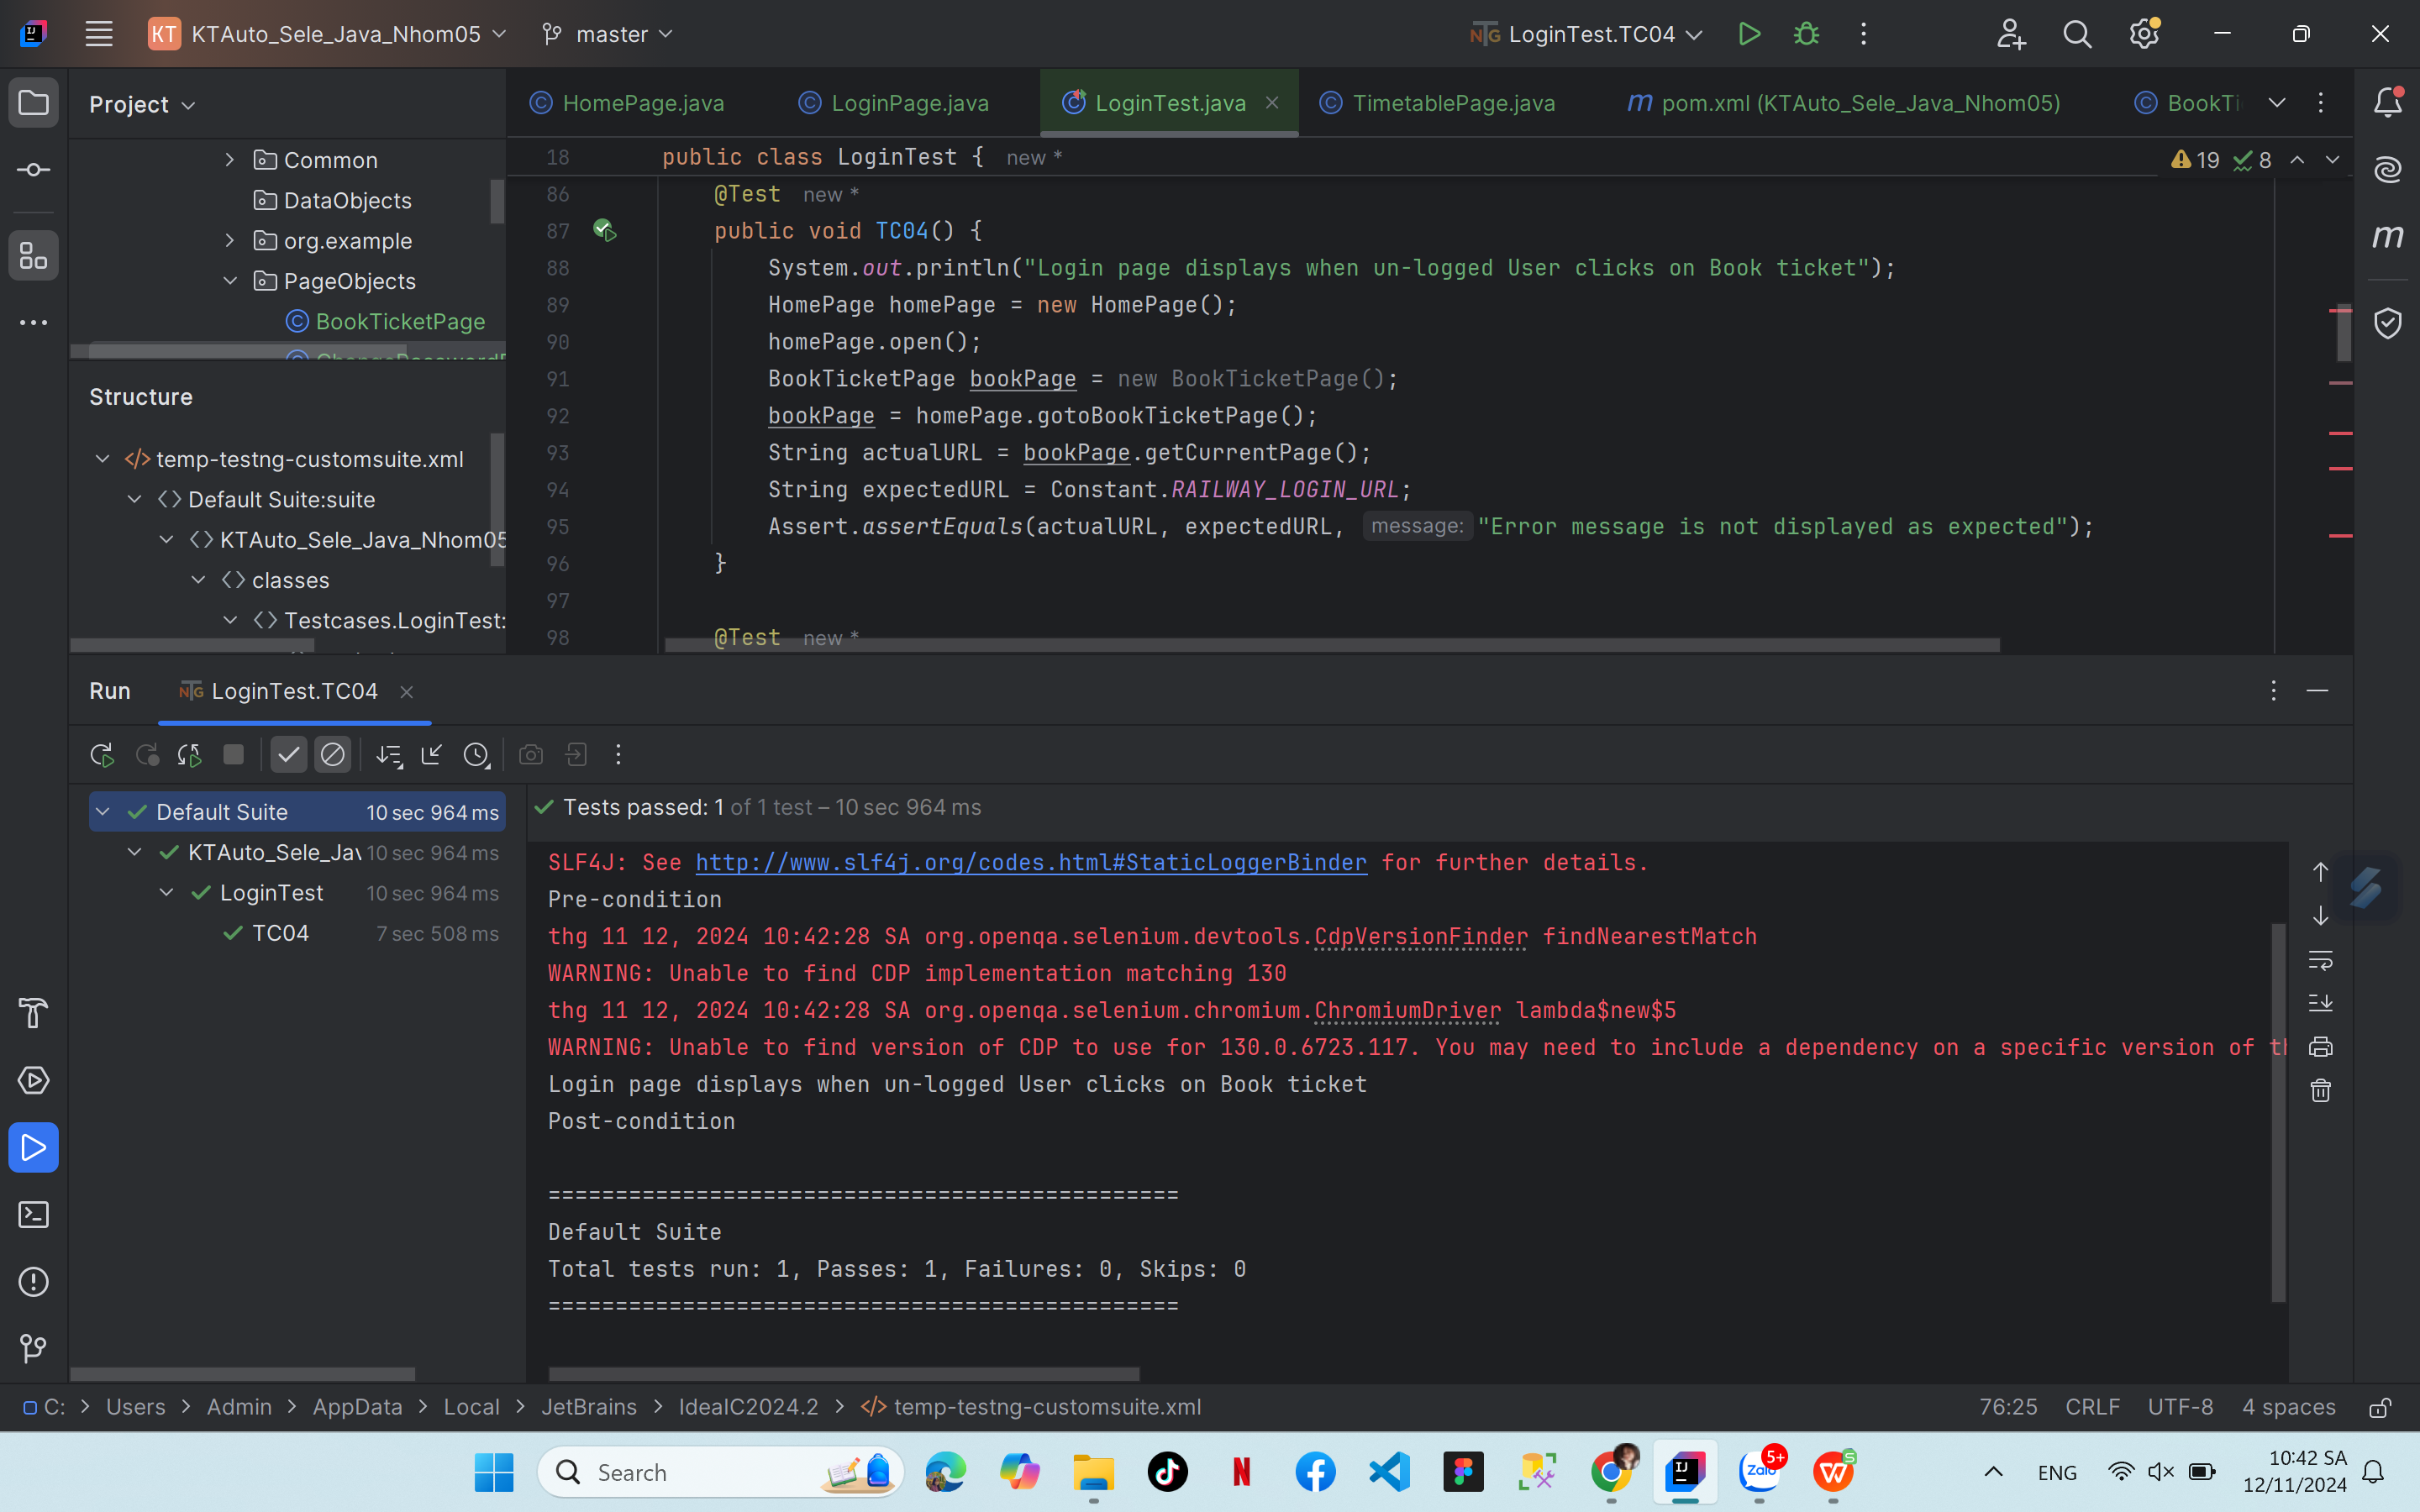 KT KTAuto_Sele_Java_Nhom05 master LoginTest.TC04
Project
HomePage.java LoginPage.java LoginTest.java TimetablePage.java pom.xml (KTAuto_Sele_Java_Nhom05)
Common
DataObjects
org.example
PageObjects
BookTicketPage
18 public class LoginTest { new * 19 8
86 @Test new *
87 public void TC04() {
88 System.out.println("Login page displays when un-logged User clicks on Book ticket");
89 HomePage homePage = new HomePage();
90 homePage.open();
91 BookTicketPage bookPage = new BookTicketPage();
92 bookPage = homePage.gotoBookTicketPage();
93 String actualURL = bookPage.getCurrentPage();
94 String expectedURL = Constant.RAILWAY_LOGIN_URL;
95 Assert.assertEquals(actualURL, expectedURL, message: "Error message is not displayed as expected");
96 }
97
98 @Test new *
Structure
temp-testng-customsuite.xml
Default Suite:suite
KTAuto_Sele_Java_Nhom05
classes
Testcases.LoginTest:
Run LoginTest.TC04
Default Suite 10 sec 964 ms
KTAuto_Sele_Jav 10 sec 964 ms
LoginTest 10 sec 964 ms
TC04 7 sec 508 ms
Tests passed: 1 of 1 test – 10 sec 964 ms
SLF4J: See http://www.slf4j.org/codes.html#StaticLoggerBinder for further details.
Pre-condition
thg 11 12, 2024 10:42:28 SA org.openqa.selenium.devtools.CdpVersionFinder findNearestMatch
WARNING: Unable to find CDP implementation matching 130
thg 11 12, 2024 10:42:28 SA org.openqa.selenium.chromium.ChromiumDriver lambda$new$5
WARNING: Unable to find version of CDP to use for 130.0.6723.117. You may need to include a dependency on a specific version of
Login page displays when un-logged User clicks on Book ticket
Post-condition
===============================================
Default Suite
Total tests run: 1, Passes: 1, Failures: 0, Skips: 0
===============================================
C: > Users > Admin > AppData > Local > JetBrains > IdeaIC2024.2 > temp-testng-customsuite.xml 76:25 CRLF UTF-8 4 spaces
Search Zalo 5+ ENG 10:42 SA
12/11/2024